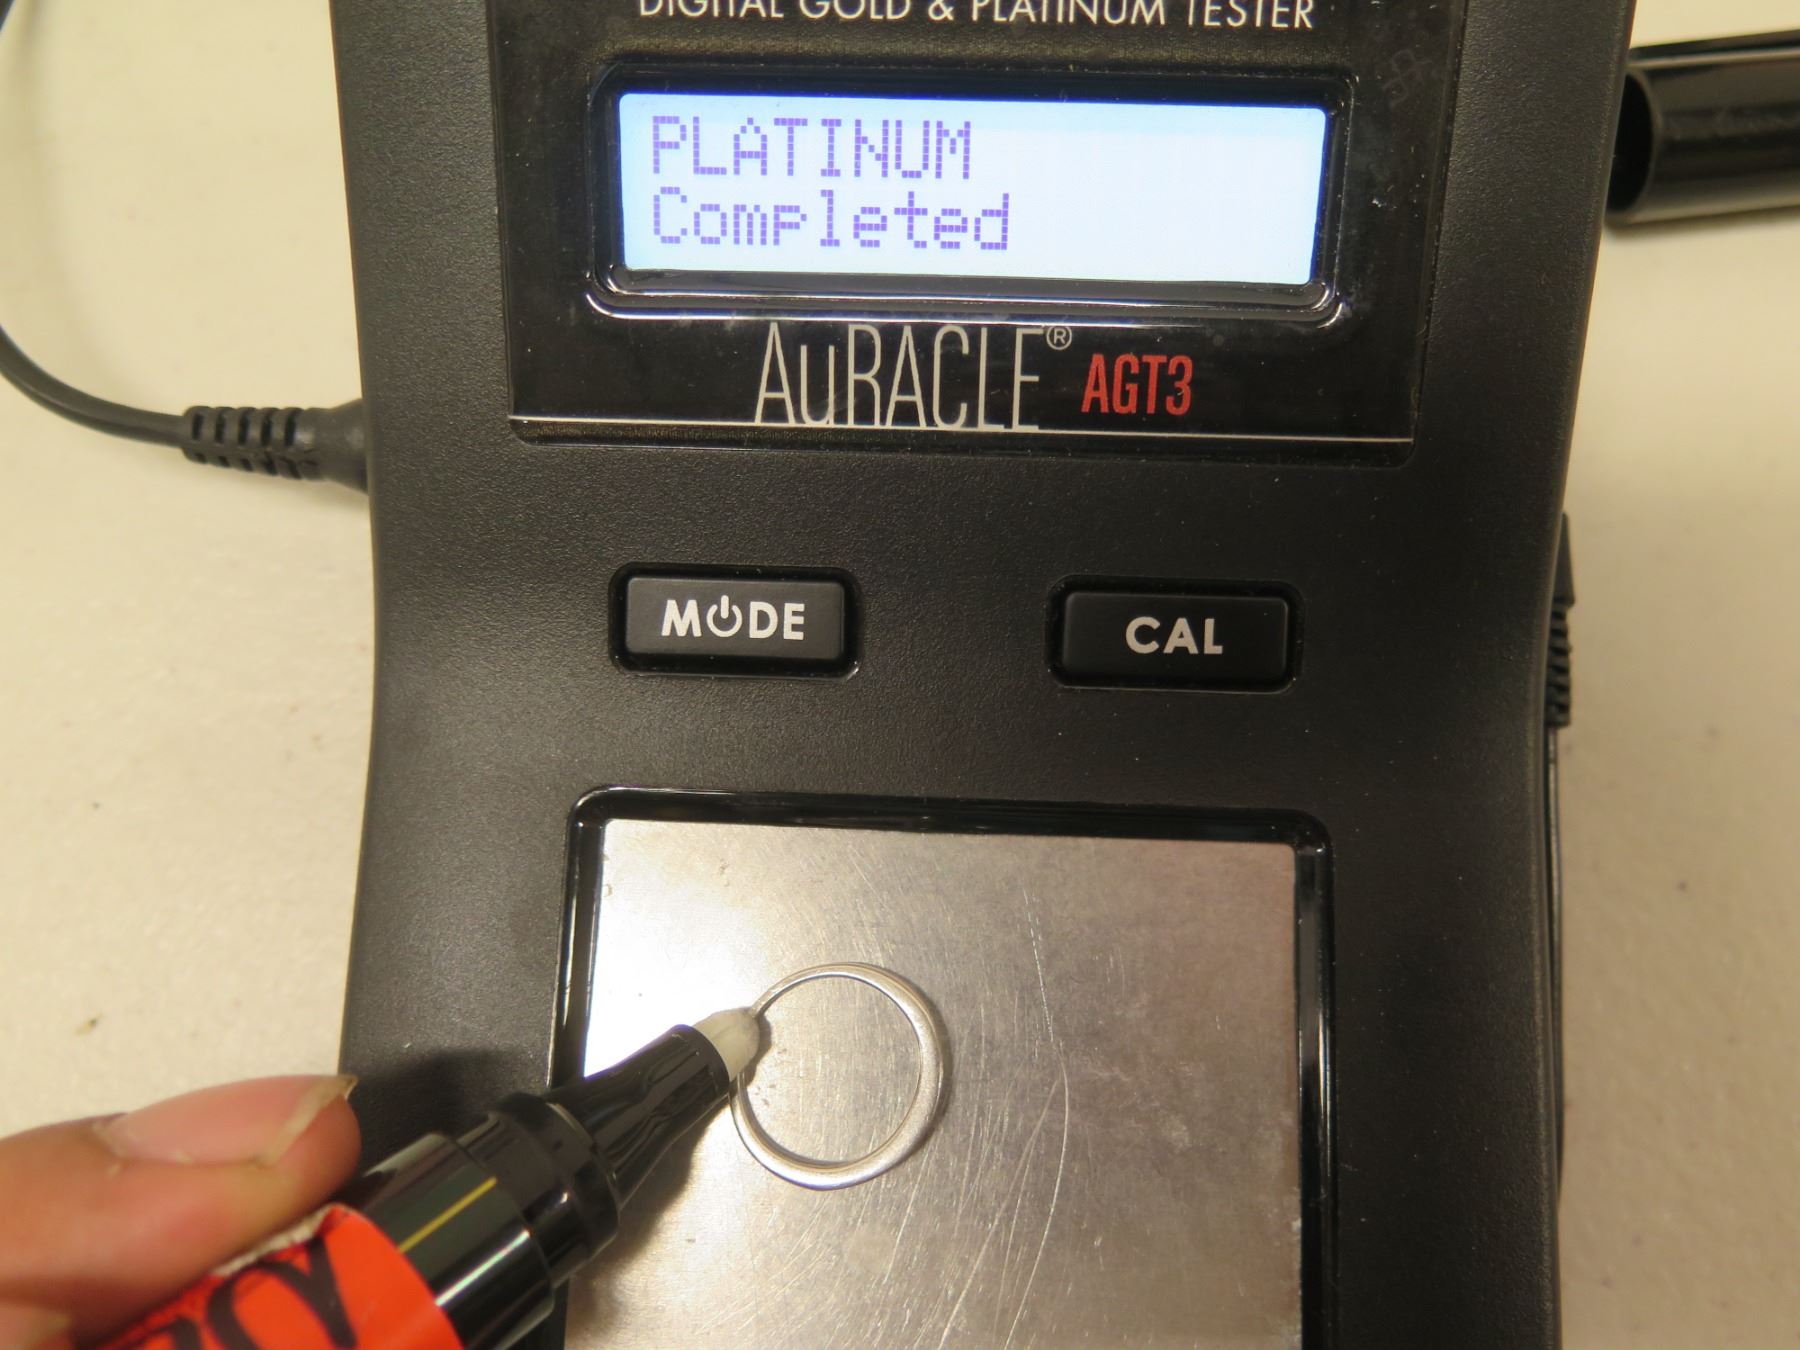 DIGITAL GOLD & PLATINUM TESTER
PLATINUM
Completed
AuRACLE® AGT3
MODE
CAL